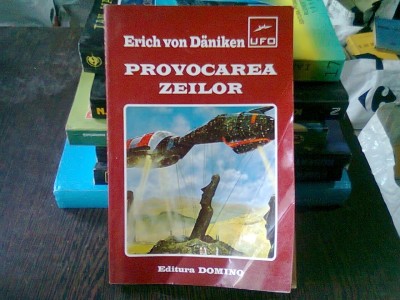 Erich von Däniken
UFO
PROVOCAREA
ZEILOR
Editura DOMINO